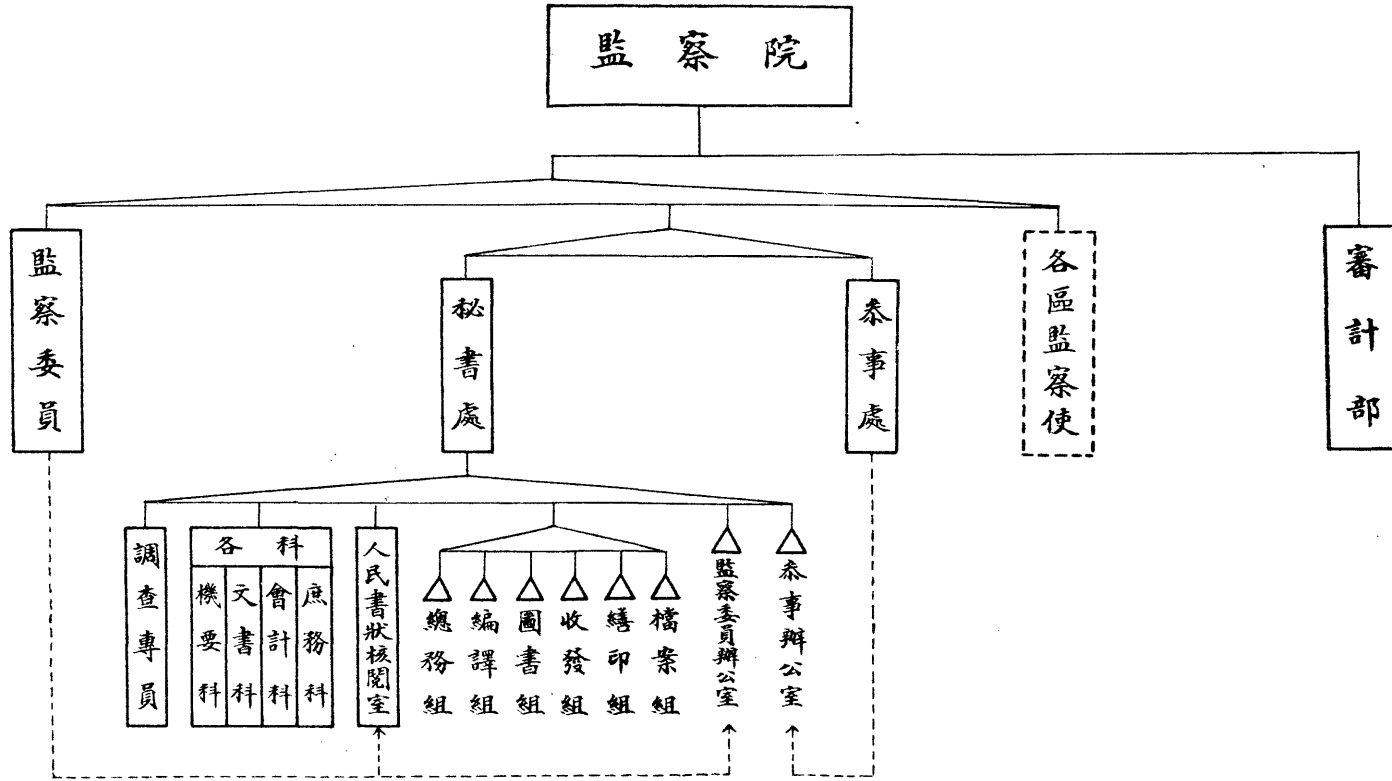 監察院
監察委員
秘書處
叅事處
各區監察使
審計部
調查專員
各科
機要科
文書科
會計科
庶務科
人民書狀核閱室
總務組
編譯組
圖書組
收發組
繕印組
檔案組
監察委員辦公室
叅事辦公室